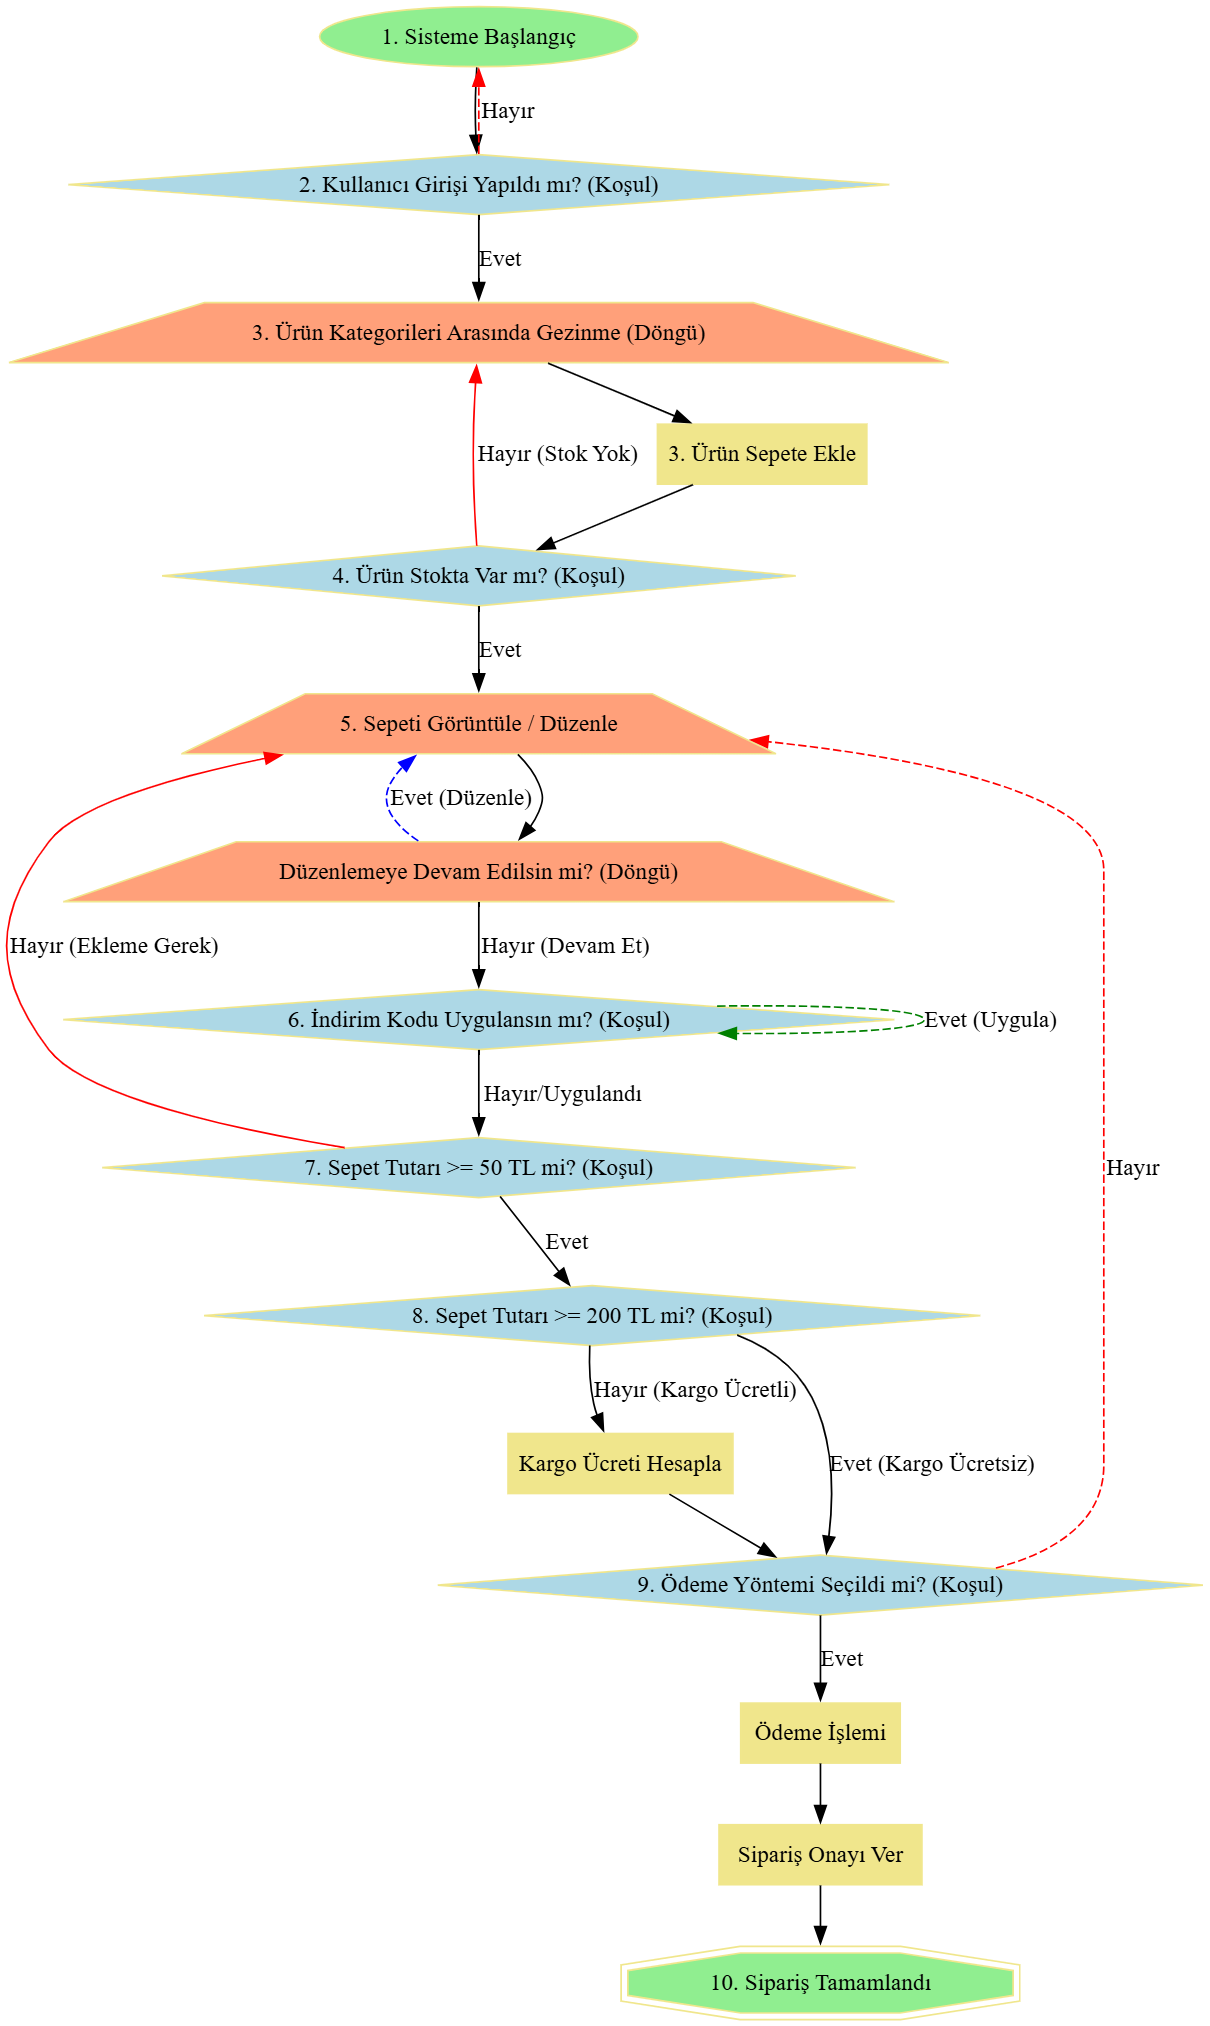 1. Sisteme Başlangıç
Hayır
2. Kullanıcı Girişi Yapıldı mı? (Koşul)
Evet
3. Ürün Kategorileri Arasında Gezinme (Döngü)
Hayır (Stok Yok)
3. Ürün Sepete Ekle
4. Ürün Stokta Var mı? (Koşul)
Evet
5. Sepeti Görüntüle / Düzenle
Evet (Düzenle)
Düzenlemeye Devam Edilsin mi? (Döngü)
Hayır (Ekleme Gerek)
Hayır (Devam Et)
6. İndirim Kodu Uygulansın mı? (Koşul)
Evet (Uygula)
Hayır/Uygulandı
7. Sepet Tutarı >= 50 TL mi? (Koşul)
Hayır
Evet
8. Sepet Tutarı >= 200 TL mi? (Koşul)
Hayır (Kargo Ücretli)
Kargo Ücreti Hesapla
Evet (Kargo Ücretsiz)
9. Ödeme Yöntemi Seçildi mi? (Koşul)
Evet
Ödeme İşlemi
Sipariş Onayı Ver
10. Sipariş Tamamlandı